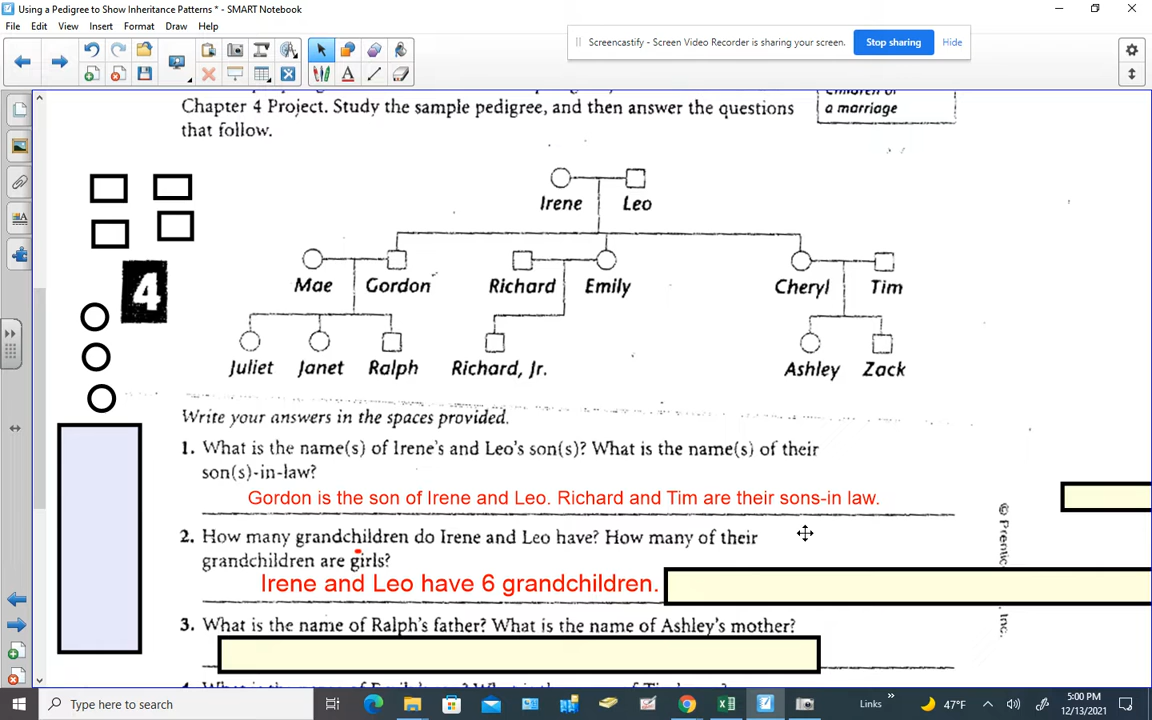 Using a Pedigree to Show Inheritance Patterns * - SMART Notebook
File Edit View Insert Format Draw Help
Screencastify - Screen Video Recorder is sharing your screen. Stop sharing Hide
Children of
Chapter 4 Project. Study the sample pedigree, and then answer the questions
a marriage
that follow.
Irene Leo
4
Mae Gordon Richard Emily Cheryl Tim
Juliet Janet Ralph Richard, Jr. Ashley Zack
Write your answers in the spaces provided.
1. What is the name(s) of Irene's and Leo's son(s)? What is the name(s) of their
son(s)-in-law?
Gordon is the son of Irene and Leo. Richard and Tim are their sons-in law.
2. How many grandchildren do Irene and Leo have? How many of their
grandchildren are girls?
Irene and Leo have 6 grandchildren.
3. What is the name of Ralph's father? What is the name of Ashley's mother?
©
Inc.
Type here to search
Links
47°F
5:00 PM
12/13/2021